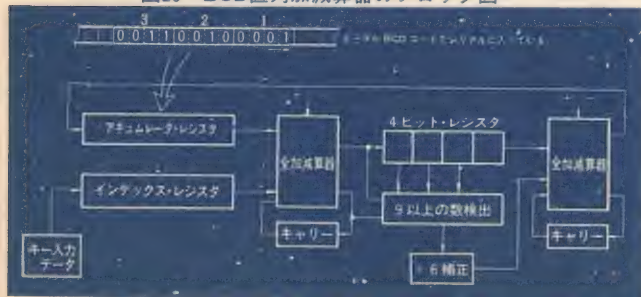 BCD直列加減算器のブロック図
3 2 1
001100100001
アキュムレータ・レジスタ
全加減算器
4ビット・レジスタ
全加減算器
インデックス・レジスタ
9以上の数検出
キャリー
キャリー
キー入力
データ
6補正